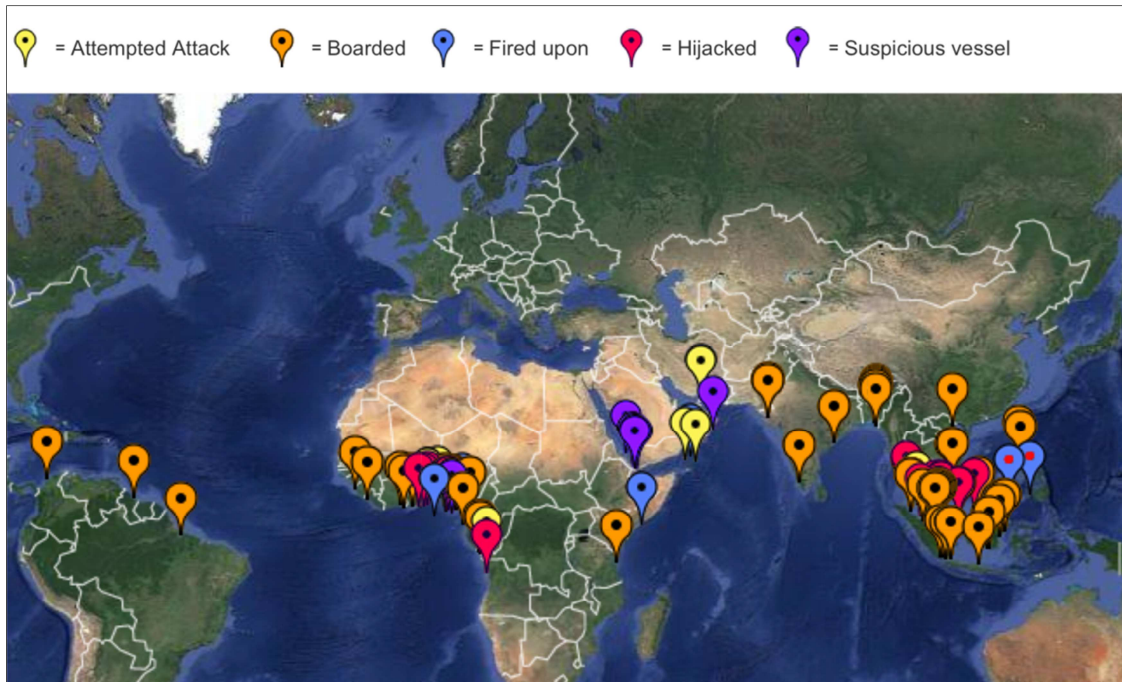 = Attempted Attack = Boarded = Fired upon = Hijacked = Suspicious vessel